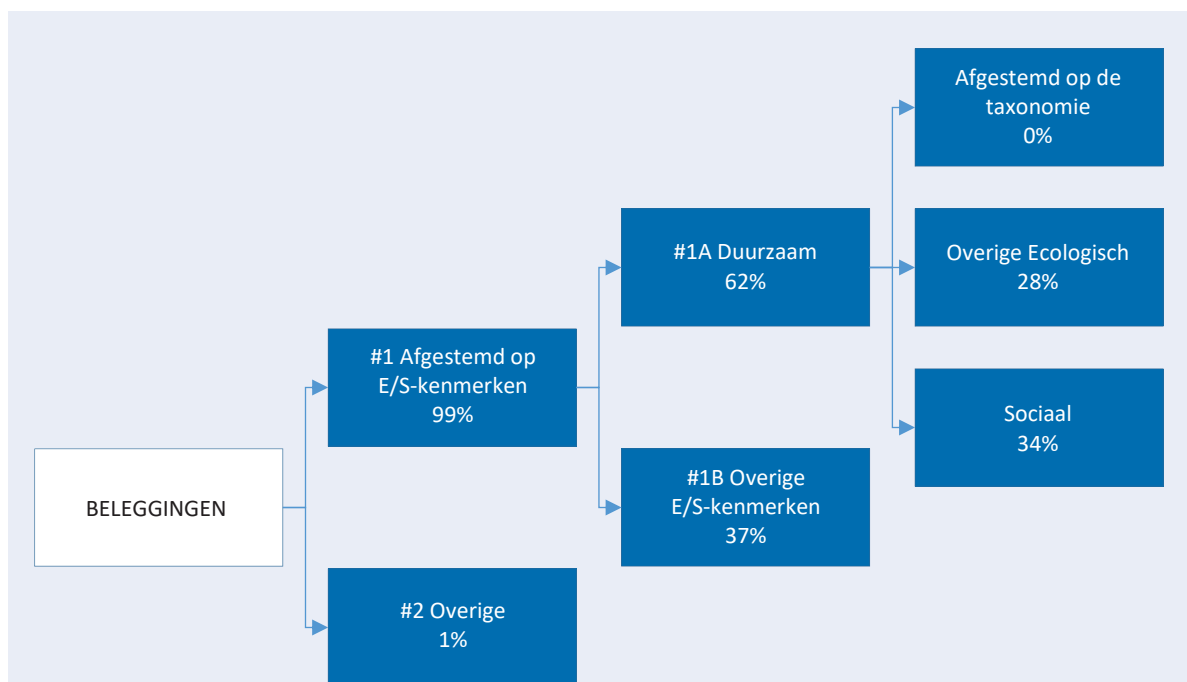 Afgestemd op de
taxonomie
0%
#1A Duurzaam
62%
Overige Ecologisch
28%
#1 Afgestemd op
E/S-kenmerken
99%
Sociaal
34%
BELEGGINGEN
#1B Overige
E/S-kenmerken
37%
#2 Overige
1%